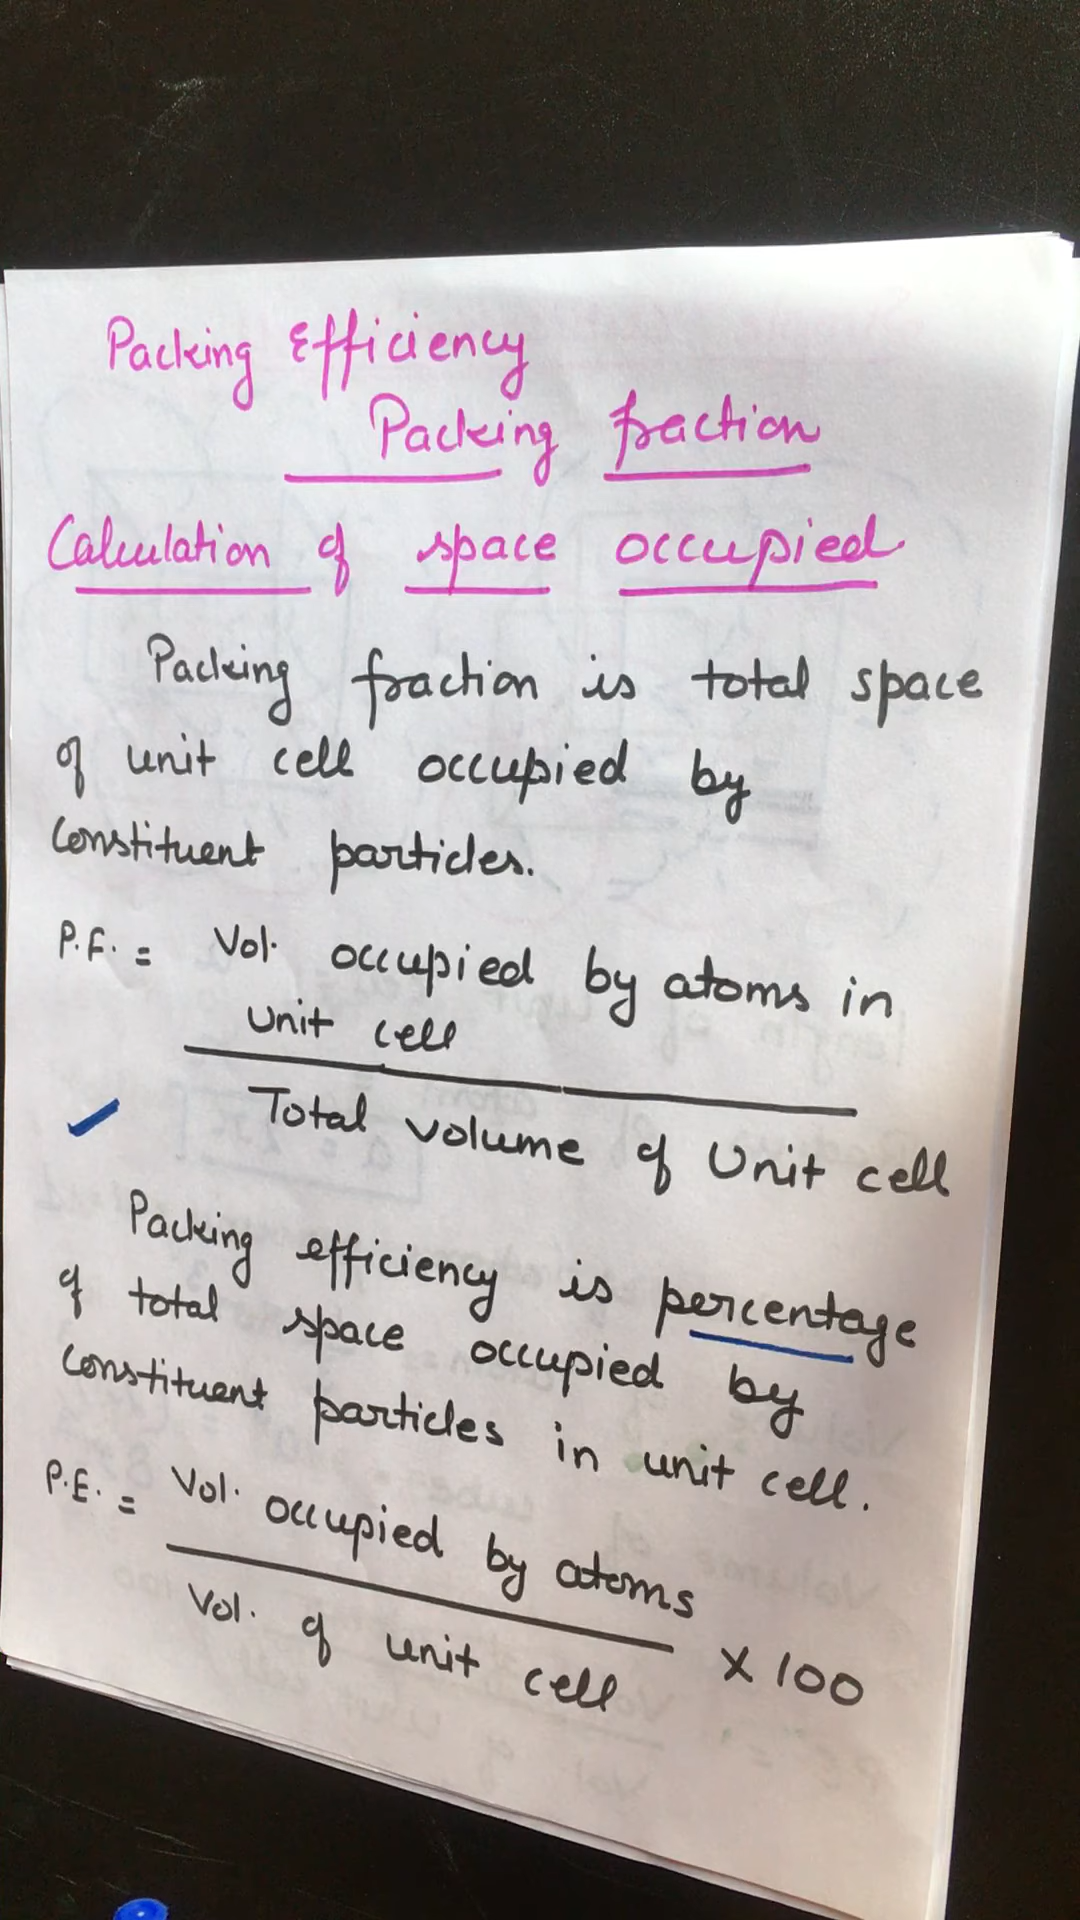 Packing Efficiency
Packing fraction
Calculation of space occupied
Packing fraction is total space
of unit cell occupied by
Constituent particles.
P.F. = Vol. occupied by atoms in
Unit cell
Total volume of Unit cell
Packing efficiency is percentage
of total space occupied by
Constituent particles in unit cell.
P.E. = Vol. occupied by atoms
Vol. of unit cell X 100